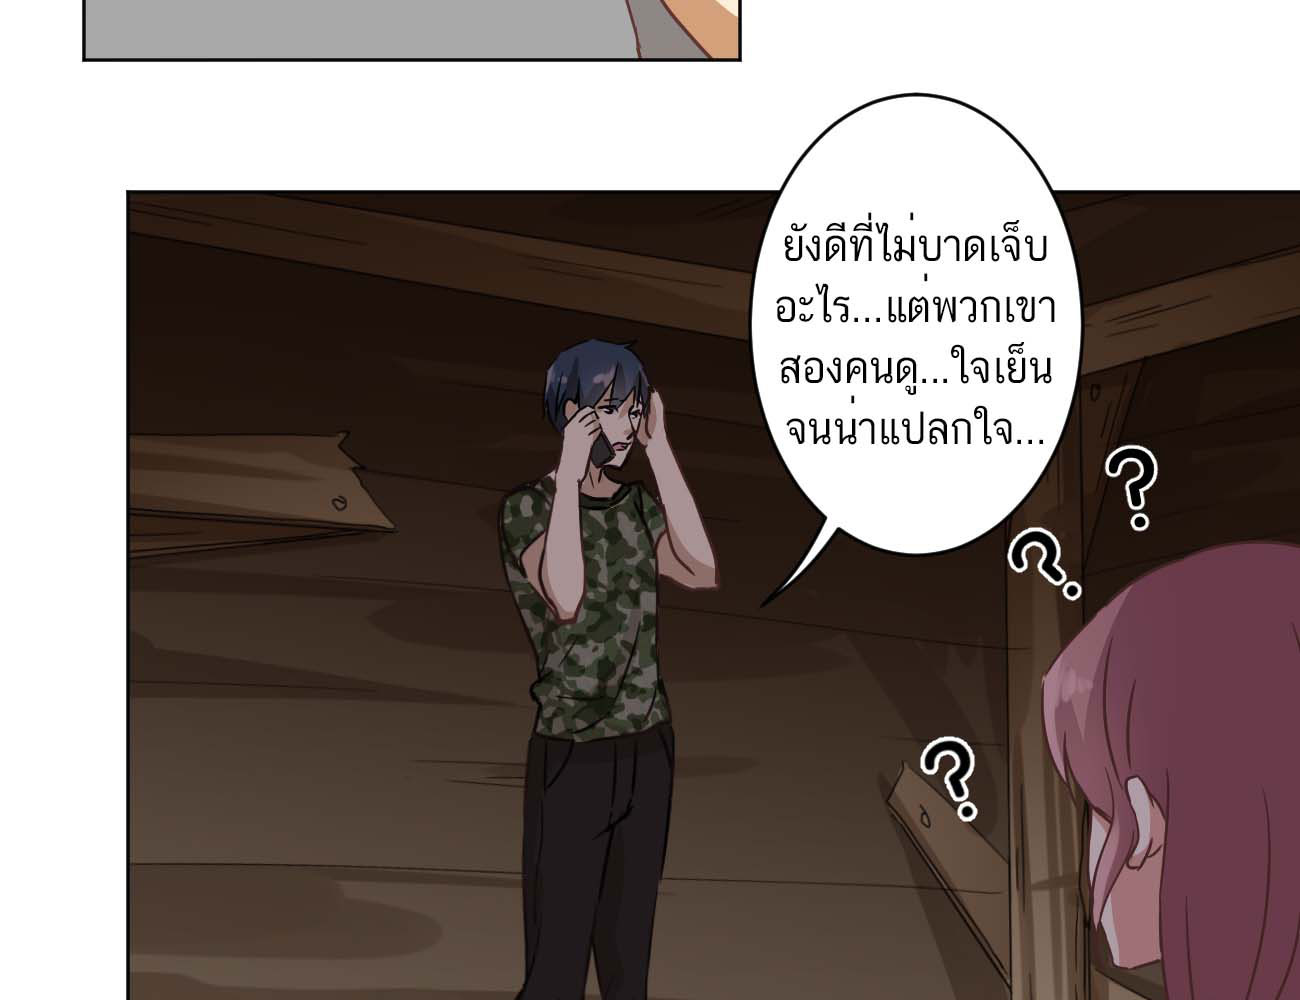 ยังดีที่ไม่บาดเจ็บ
อะไร...แต่พวกเขา
สองคนดู...ใจเย็น
จนน่าแปลกใจ...
?
?
?